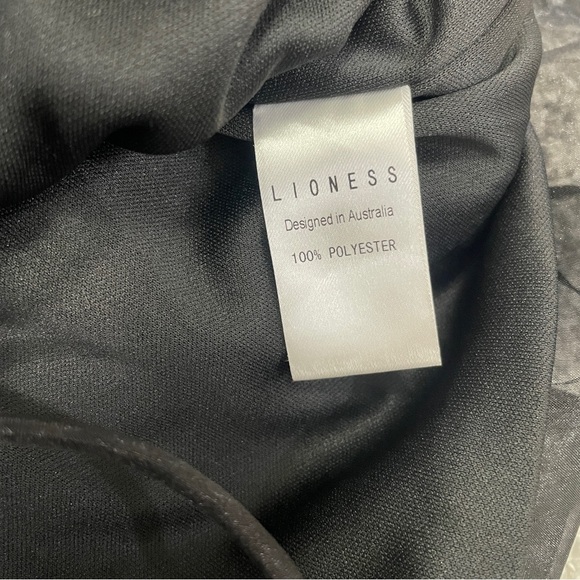 LIONESS
Designed in Australia
100% POLYESTER